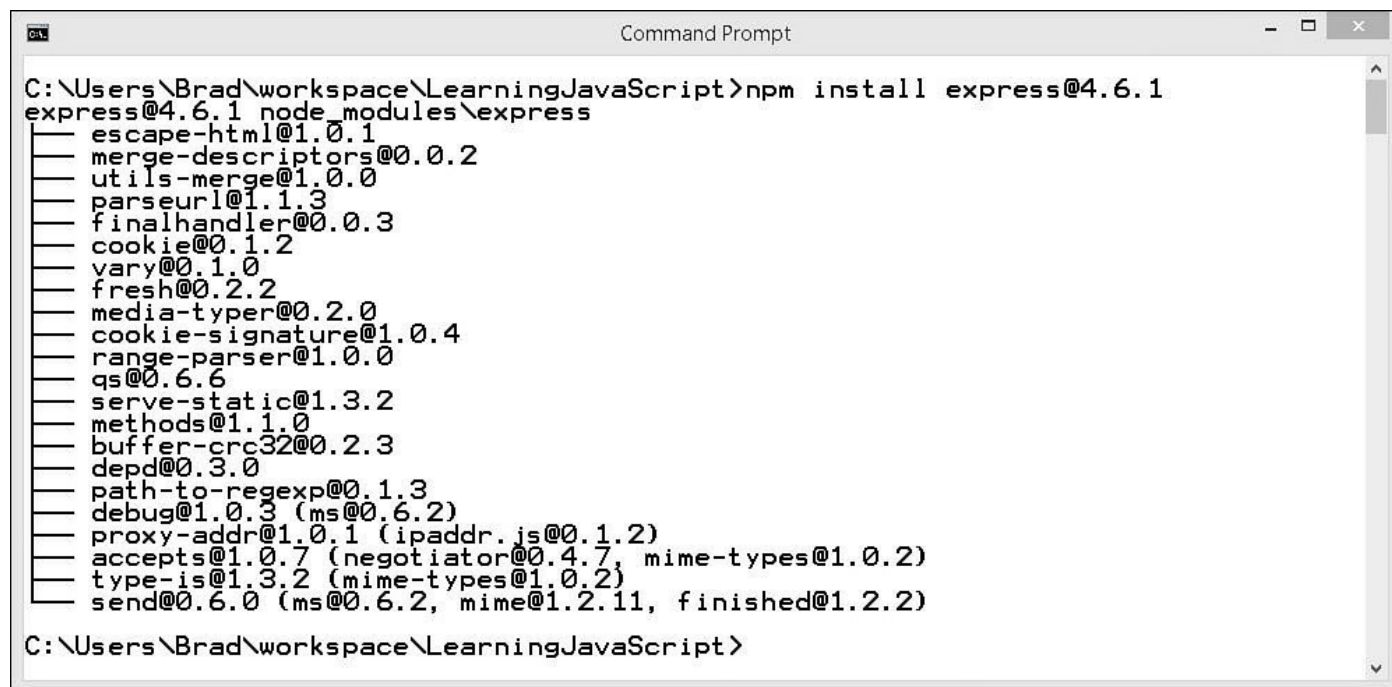 C:\.
Command Prompt
C:\Users\Brad\workspace\LearningJavaScript>npm install express@4.6.1
express@4.6.1 node_modules\express
├── escape-html@1.0.1
├── merge-descriptors@0.0.2
├── utils-merge@1.0.0
├── parseurl@1.1.3
├── finalhandler@0.0.3
├── cookie@0.1.2
├── vary@0.1.0
├── fresh@0.2.2
├── media-typer@0.2.0
├── cookie-signature@1.0.4
├── range-parser@1.0.0
├── qs@0.6.6
├── serve-static@1.3.2
├── methods@1.1.0
├── buffer-crc32@0.2.3
├── depd@0.3.0
├── path-to-regexp@0.1.3
├── debug@1.0.3 (ms@0.6.2)
├── proxy-addr@1.0.1 (ipaddr.js@0.1.2)
├── accepts@1.0.7 (negotiator@0.4.7, mime-types@1.0.2)
├── type-is@1.3.2 (mime-types@1.0.2)
└── send@0.6.0 (ms@0.6.2, mime@1.2.11, finished@1.2.2)
C:\Users\Brad\workspace\LearningJavaScript>